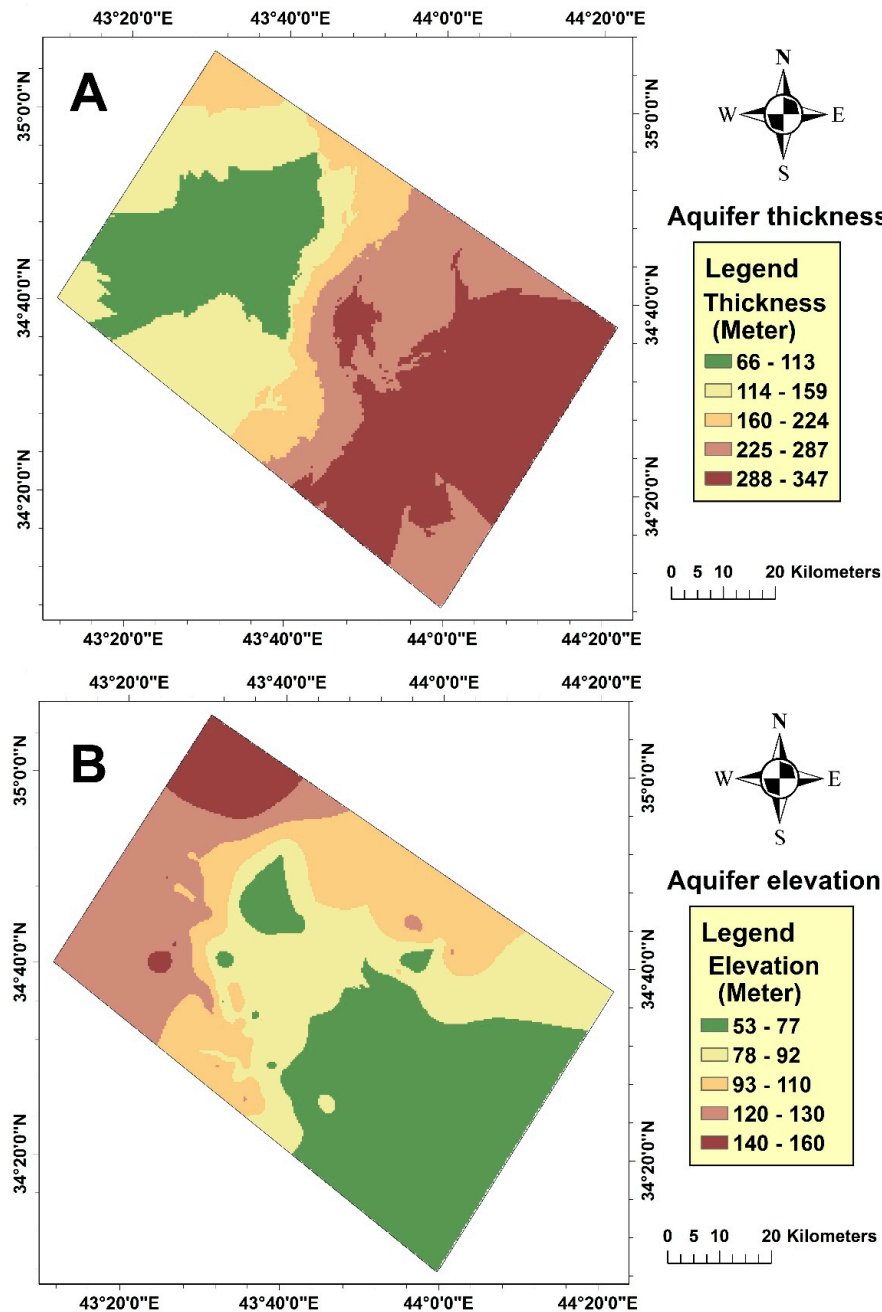 43°20'0"E 43°40'0"E 44°0'0"E 44°20'0"E
A
N
W E
S
35°0'0"N 35°0'0"N
34°40'0"N 34°40'0"N
34°20'0"N 34°20'0"N
Aquifer thickness
Legend
Thickness
(Meter)
66 - 113
114 - 159
160 - 224
225 - 287
288 - 347
0 5 10 20 Kilometers
43°20'0"E 43°40'0"E 44°0'0"E 44°20'0"E
43°20'0"E 43°40'0"E 44°0'0"E 44°20'0"E
B
N
W E
S
35°0'0"N 35°0'0"N
34°40'0"N 34°40'0"N
34°20'0"N 34°20'0"N
Aquifer elevation
Legend
Elevation
(Meter)
53 - 77
78 - 92
93 - 110
120 - 130
140 - 160
0 5 10 20 Kilometers
43°20'0"E 43°40'0"E 44°0'0"E 44°20'0"E